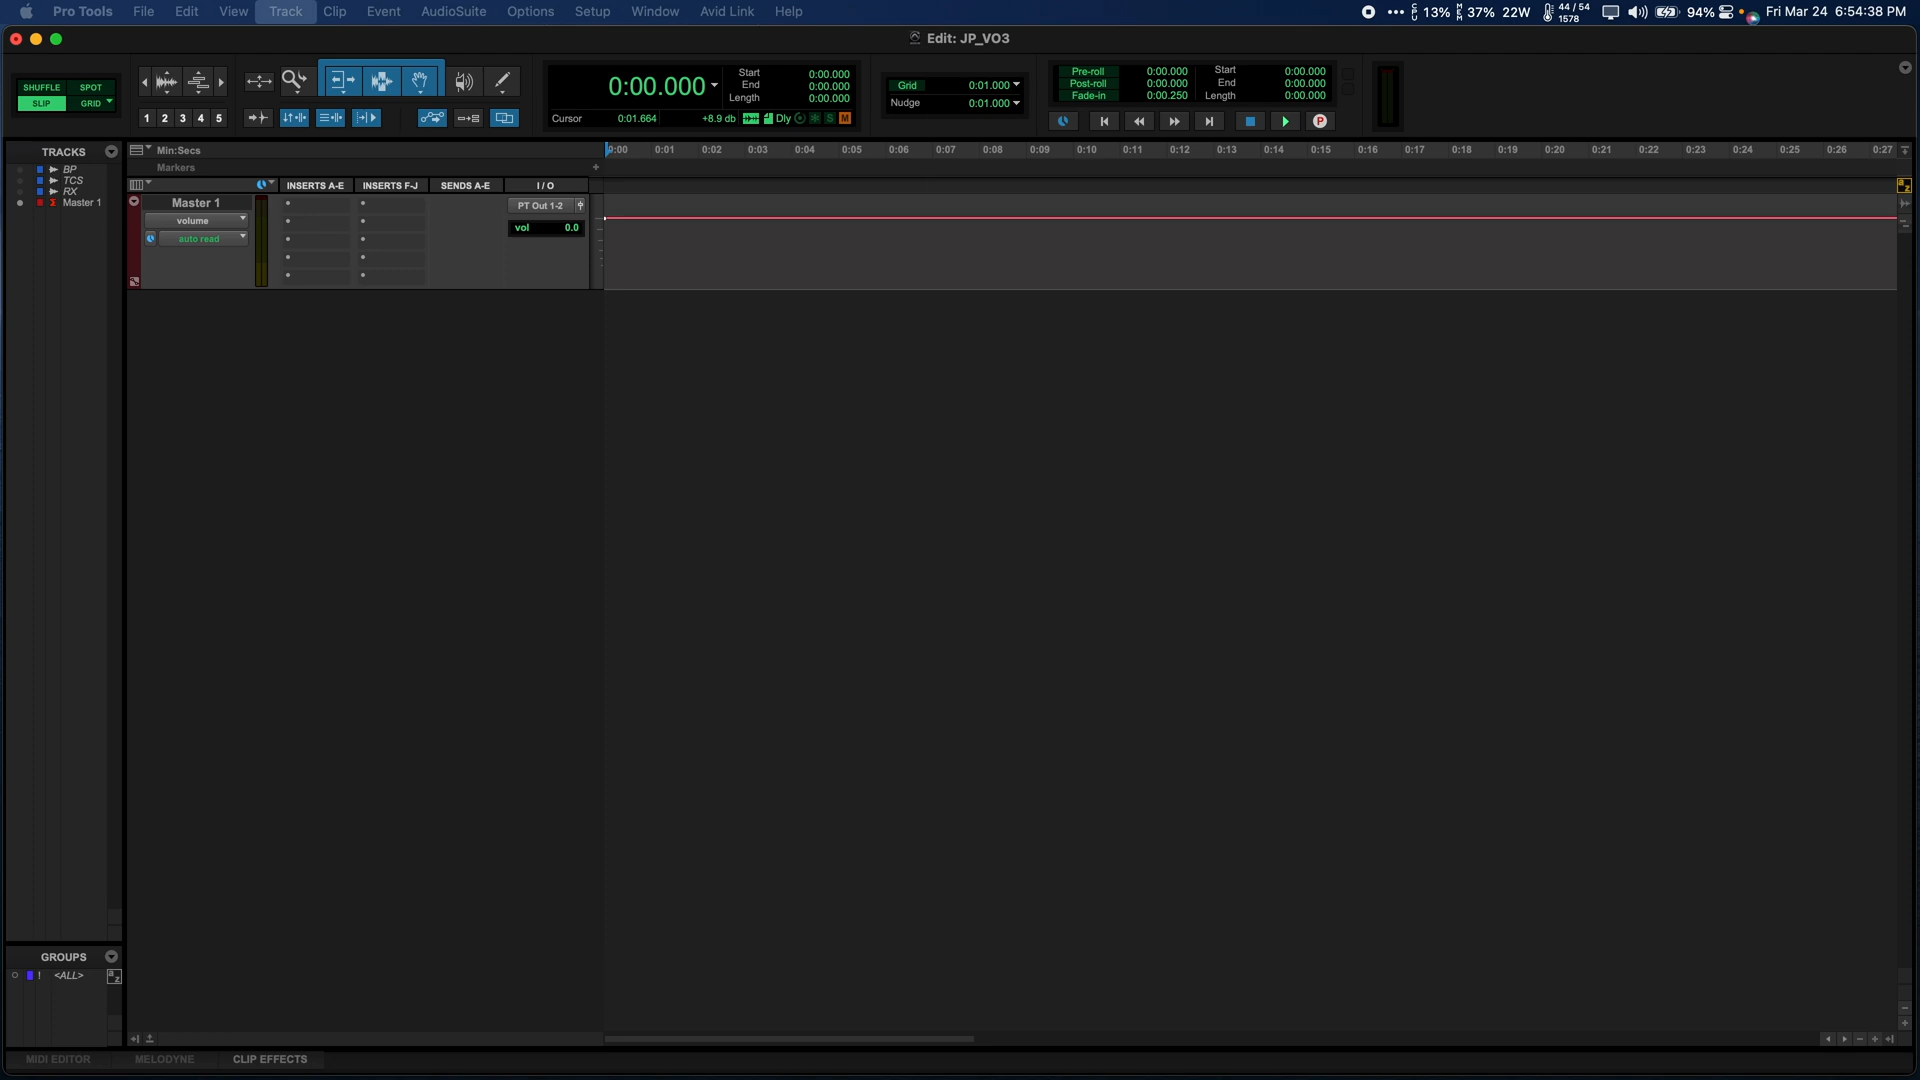 Pro Tools File Edit View Track Clip Event AudioSuite Options Setup Window Avid Link Help
CPU 13% MEM 37% 22W 44 / 54 1578 94% Fri Mar 24 6:54:38 PM
Edit: JP_VO3
SHUFFLE SPOT
SLIP GRID
1 2 3 4 5
0:00.000
Start 0:00.000
End 0:00.000
Length 0:00.000
Cursor 0:01.664 +8.9 db Dly S M
Grid 0:01.000
Nudge 0:01.000
Pre-roll 0:00.000
Post-roll 0:00.000
Fade-in 0:00.250
Start 0:00.000
End 0:00.000
Length 0:00.000
P
TRACKS
BP
TCS
RX
Master 1
Min:Secs
0:00 0:01 0:02 0:03 0:04 0:05 0:06 0:07 0:08 0:09 0:10 0:11 0:12 0:13 0:14 0:15 0:16 0:17 0:18 0:19 0:20 0:21 0:22 0:23 0:24 0:25 0:26 0:27
Markers
INSERTS A-E INSERTS F-J SENDS A-E I / O
a z
Master 1
volume
auto read
PT Out 1-2
vol 0.0
GROUPS
! <ALL>
a z
MIDI EDITOR MELODYNE CLIP EFFECTS